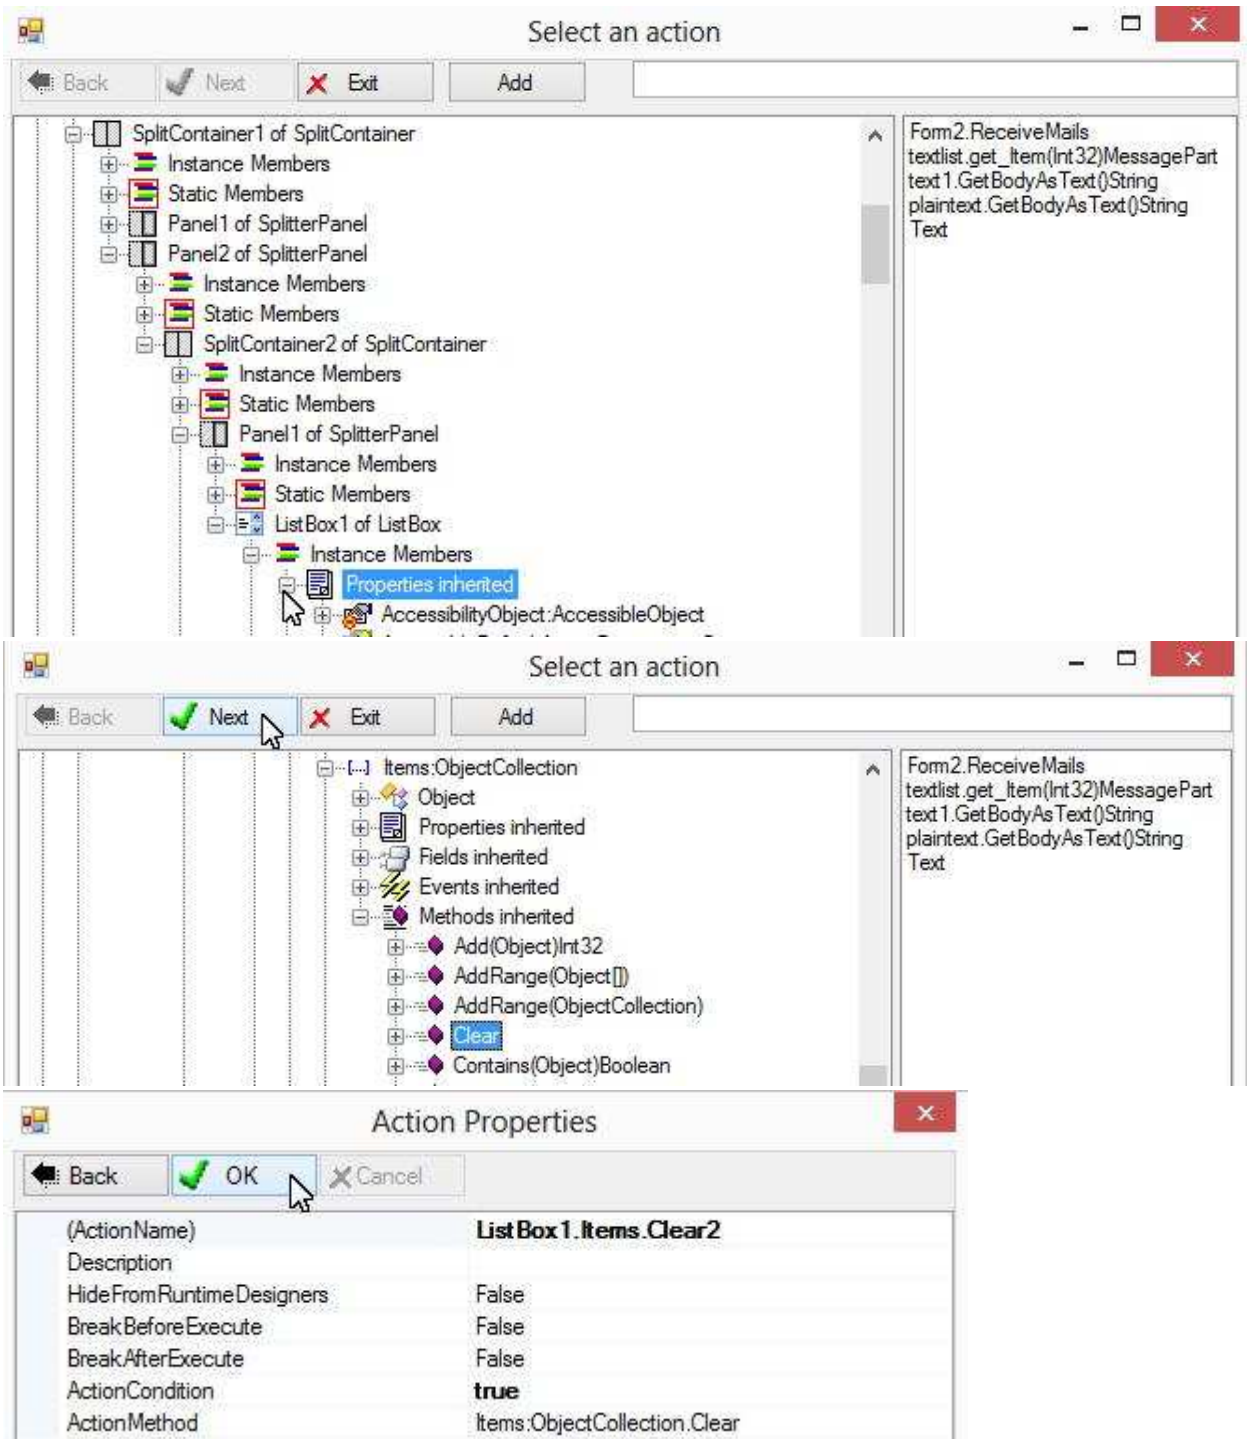 Select an action
Back Next Exit Add
SplitContainer1 of SplitContainer
Instance Members
Static Members
Panel1 of SplitterPanel
Panel2 of SplitterPanel
Instance Members
Static Members
SplitContainer2 of SplitContainer
Instance Members
Static Members
Panel1 of SplitterPanel
Instance Members
Static Members
ListBox1 of ListBox
Instance Members
Properties inherited
AccessibilityObject:AccessibleObject
Form2.ReceiveMails
textlist.get_Item(Int32)MessagePart
text1.GetBodyAsText()String
plaintext.GetBodyAsText()String
Text
Select an action
Back Next Exit Add
Items:ObjectCollection
Object
Properties inherited
Fields inherited
Events inherited
Methods inherited
Add(Object)Int32
AddRange(Object[])
AddRange(ObjectCollection)
Clear
Contains(Object)Boolean
Form2.ReceiveMails
textlist.get_Item(Int32)MessagePart
text1.GetBodyAsText()String
plaintext.GetBodyAsText()String
Text
Action Properties
Back OK Cancel
(ActionName) ListBox1.Items.Clear2
Description
HideFromRuntimeDesigners False
BreakBeforeExecute False
BreakAfterExecute False
ActionCondition true
ActionMethod Items:ObjectCollection.Clear